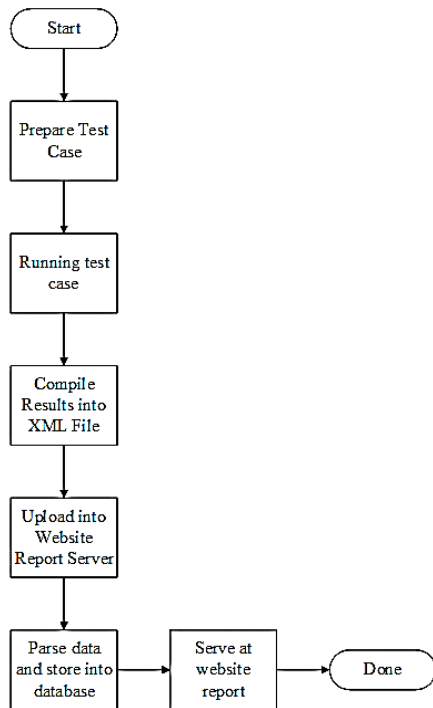 Start
Prepare Test
Case
Running test
case
Compile
Results into
XML File
Upload into
Website
Report Server
Parse data
and store into
database
Serve at
website
report
Done